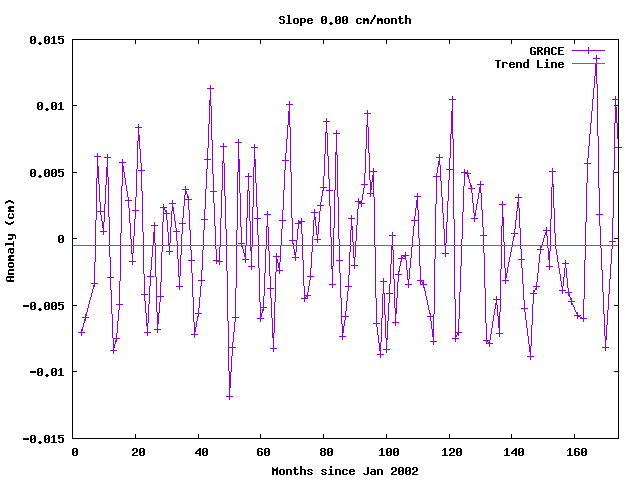 Slope 0.00 cm/month
0.015
GRACE
Trend Line
0.01
0.005
Anomaly (cm)
0
-0.005
-0.01
-0.015
0 20 40 60 80 100 120 140 160
Months since Jan 2002